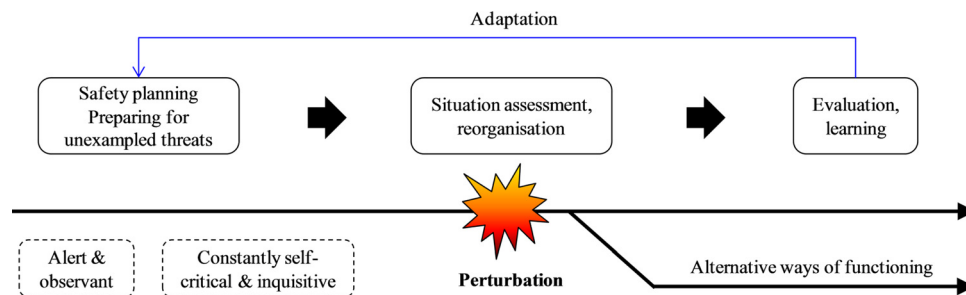 Adaptation
Safety planning
Preparing for
unexampled threats
Situation assessment,
reorganisation
Evaluation,
learning
Alert &
observant
Constantly self-
critical & inquisitive
Perturbation
Alternative ways of functioning